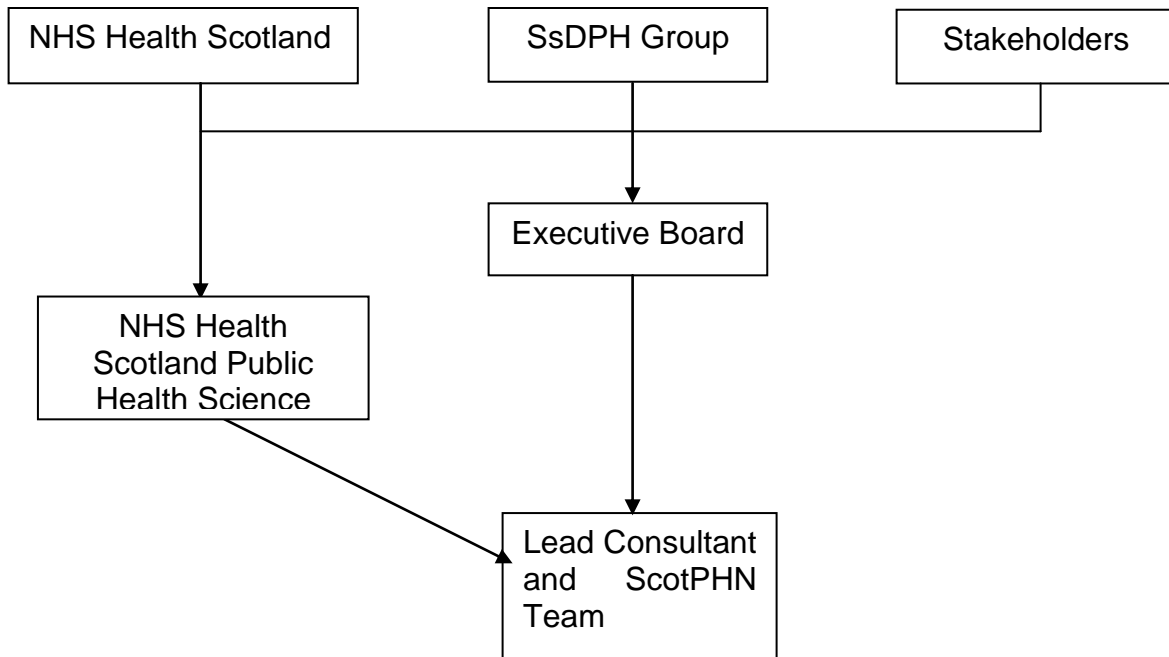 NHS Health Scotland
SsDPH Group
Stakeholders
Executive Board
NHS Health
Scotland Public
Health Science
Lead Consultant
and ScotPHN
Team